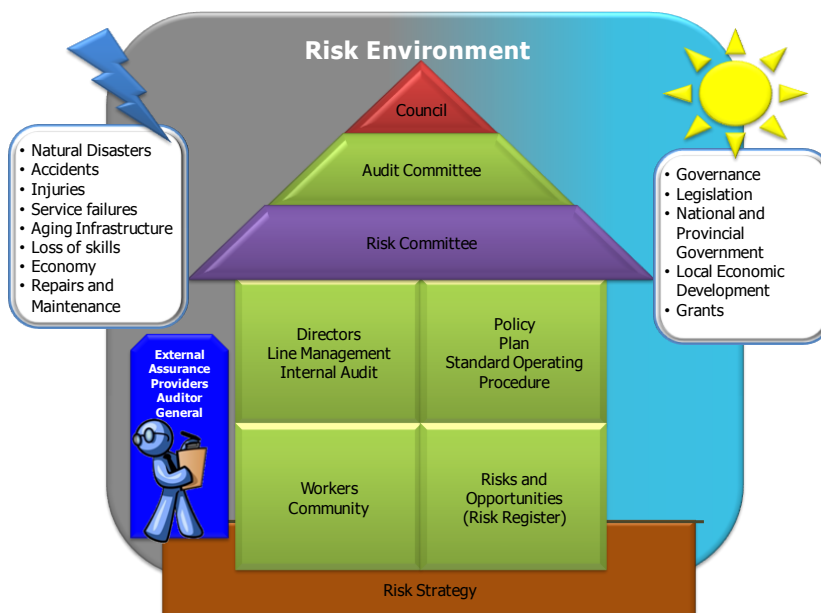 Risk Environment
Council
Audit Committee
Risk Committee
• Natural Disasters
• Accidents
• Injuries
• Service failures
• Aging Infrastructure
• Loss of skills
• Economy
• Repairs and
Maintenance
• Governance
• Legislation
• National and
Provincial
Government
• Local Economic
Development
• Grants
Directors
Line Management
Internal Audit
Policy
Plan
Standard Operating
Procedure
External
Assurance
Providers
Auditor
General
Workers
Community
Risks and
Opportunities
(Risk Register)
Risk Strategy